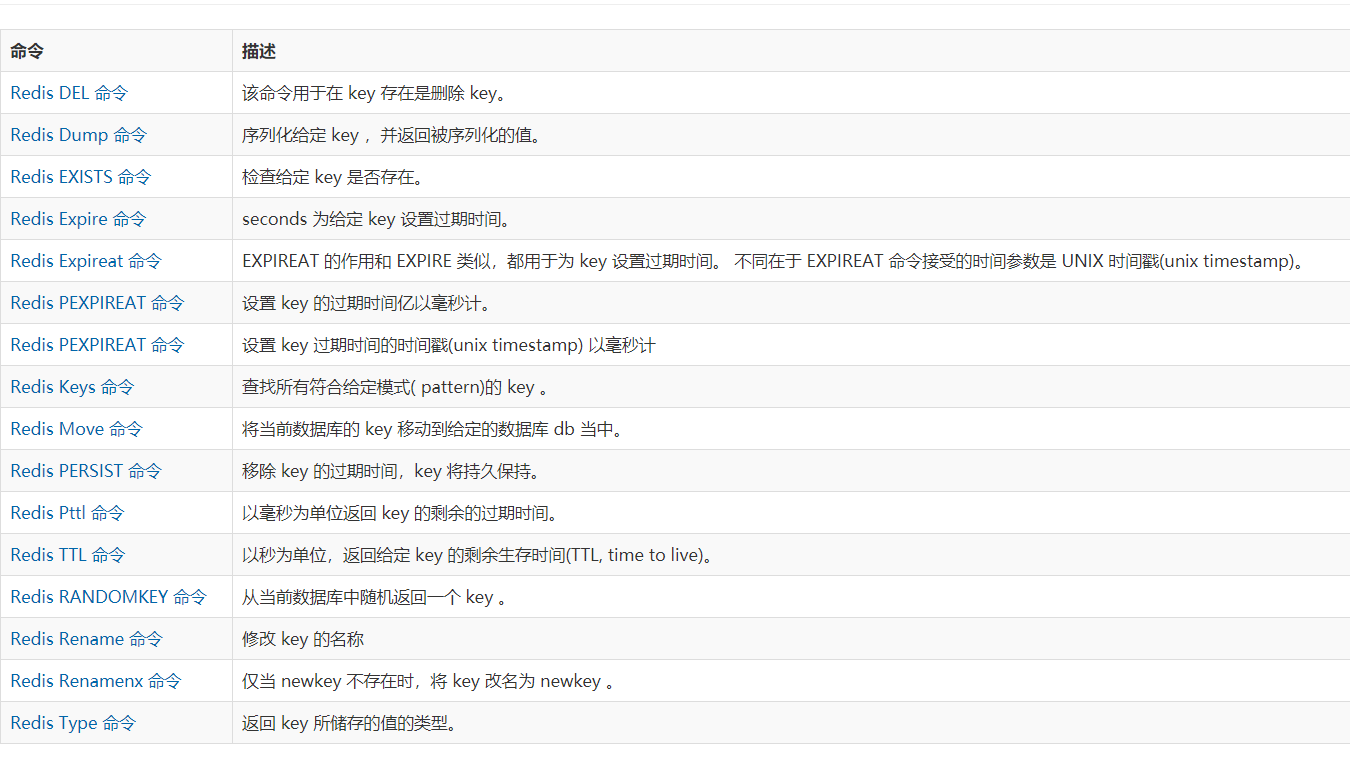 命令 描述
Redis DEL 命令 该命令用于在 key 存在是删除 key。
Redis Dump 命令 序列化给定 key ，并返回被序列化的值。
Redis EXISTS 命令 检查给定 key 是否存在。
Redis Expire 命令 seconds 为给定 key 设置过期时间。
Redis Expireat 命令 EXPIREAT 的作用和 EXPIRE 类似，都用于为 key 设置过期时间。 不同在于 EXPIREAT 命令接受的时间参数是 UNIX 时间戳(unix timestamp)。
Redis PEXPIREAT 命令 设置 key 的过期时间亿以毫秒计。
Redis PEXPIREAT 命令 设置 key 过期时间的时间戳(unix timestamp) 以毫秒计
Redis Keys 命令 查找所有符合给定模式( pattern)的 key 。
Redis Move 命令 将当前数据库的 key 移动到给定的数据库 db 当中。
Redis PERSIST 命令 移除 key 的过期时间，key 将持久保持。
Redis Pttl 命令 以毫秒为单位返回 key 的剩余的过期时间。
Redis TTL 命令 以秒为单位，返回给定 key 的剩余生存时间(TTL, time to live)。
Redis RANDOMKEY 命令 从当前数据库中随机返回一个 key 。
Redis Rename 命令 修改 key 的名称
Redis Renamenx 命令 仅当 newkey 不存在时，将 key 改名为 newkey 。
Redis Type 命令 返回 key 所储存的值的类型。